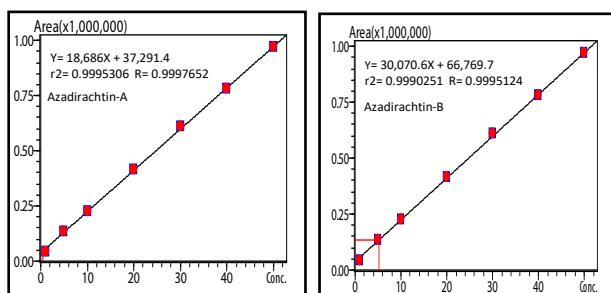 Area(x1,000,000)
1.00
Y= 18,686X + 37,291.4
r2= 0.9995306 R= 0.9997652
Azadirachtin-A
0.75
0.50
0.25
0.00
0 10 20 30 40 Conc.
Area(x1,000,000)
1.00
Y= 30,070.6X + 66,769.7
r2= 0.9990251 R= 0.9995124
Azadirachtin-B
0.75
0.50
0.25
0.00
0 10 20 30 40 Conc.